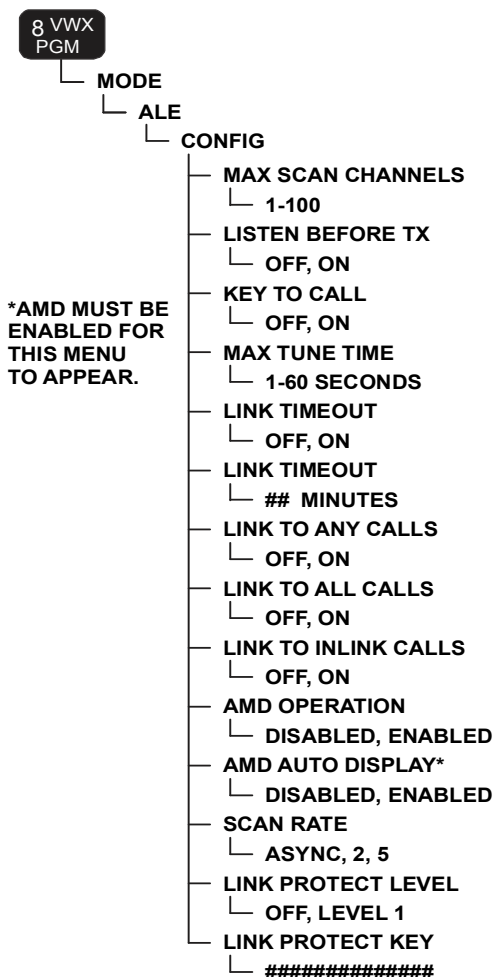 8 VWX
PGM
MODE
ALE
CONFIG
MAX SCAN CHANNELS
1-100
LISTEN BEFORE TX
OFF, ON
*AMD MUST BE
ENABLED FOR
THIS MENU
TO APPEAR.
KEY TO CALL
OFF, ON
MAX TUNE TIME
1-60 SECONDS
LINK TIMEOUT
OFF, ON
LINK TIMEOUT
## MINUTES
LINK TO ANY CALLS
OFF, ON
LINK TO ALL CALLS
OFF, ON
LINK TO INLINK CALLS
OFF, ON
AMD OPERATION
DISABLED, ENABLED
AMD AUTO DISPLAY*
DISABLED, ENABLED
SCAN RATE
ASYNC, 2, 5
LINK PROTECT LEVEL
OFF, LEVEL 1
LINK PROTECT KEY
##############